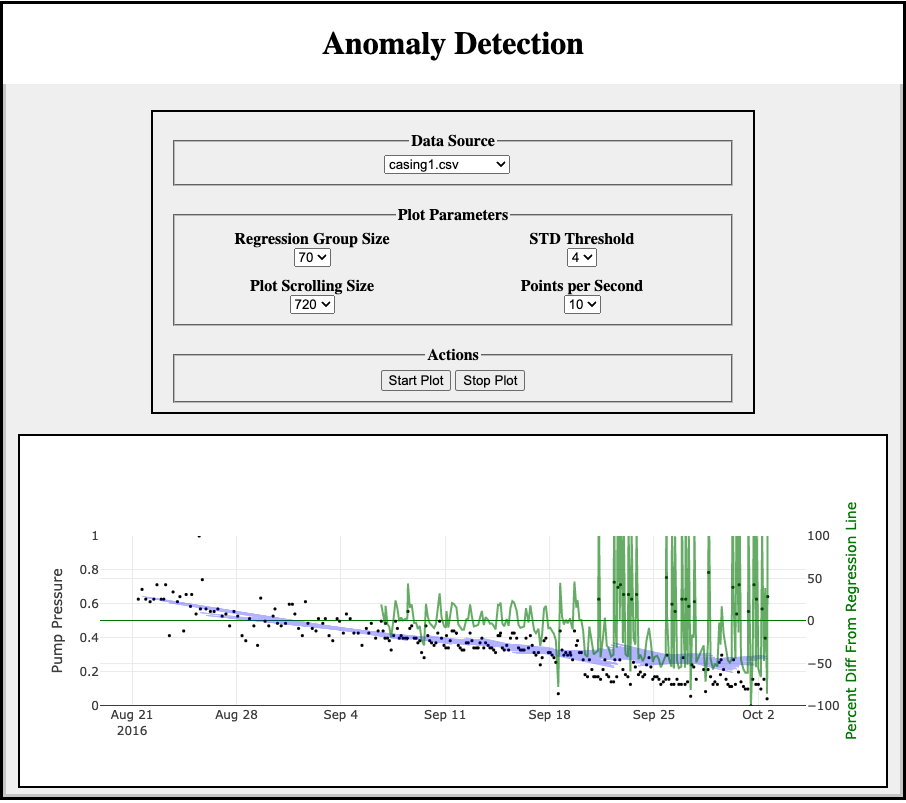 Anomaly Detection
Data Source
casing1.csv
Plot Parameters
Regression Group Size STD Threshold
70 4
Plot Scrolling Size Points per Second
720 10
Actions
Start Plot Stop Plot
Pump Pressure
1
0.8
0.6
0.4
0.2
0
100
50
0
−50
−100
Percent Diff From Regression Line
Aug 21 Aug 28 Sep 4 Sep 11 Sep 18 Sep 25 Oct 2
2016